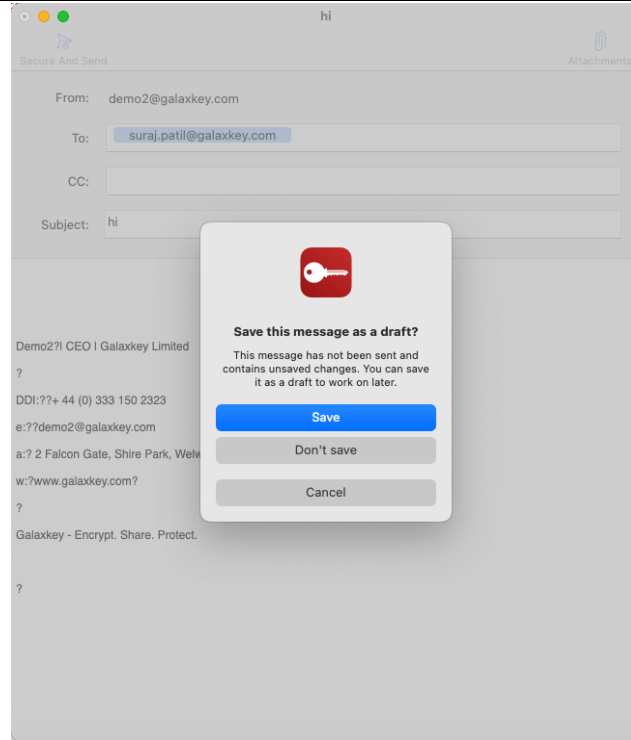 hi
Secure And Send
Attachments
From: demo2@galaxkey.com
To: suraj.patil@galaxkey.com
CC:
Subject: hi
Save this message as a draft?
This message has not been sent and
contains unsaved changes. You can save
it as a draft to work on later.
Save
Don't save
Cancel
Demo2?l CEO l Galaxkey Limited
?
DDI:??+ 44 (0) 333 150 2323
e:??demo2@galaxkey.com
a:? 2 Falcon Gate, Shire Park, Welw
w:?www.galaxkey.com?
?
Galaxkey - Encrypt. Share. Protect.
?